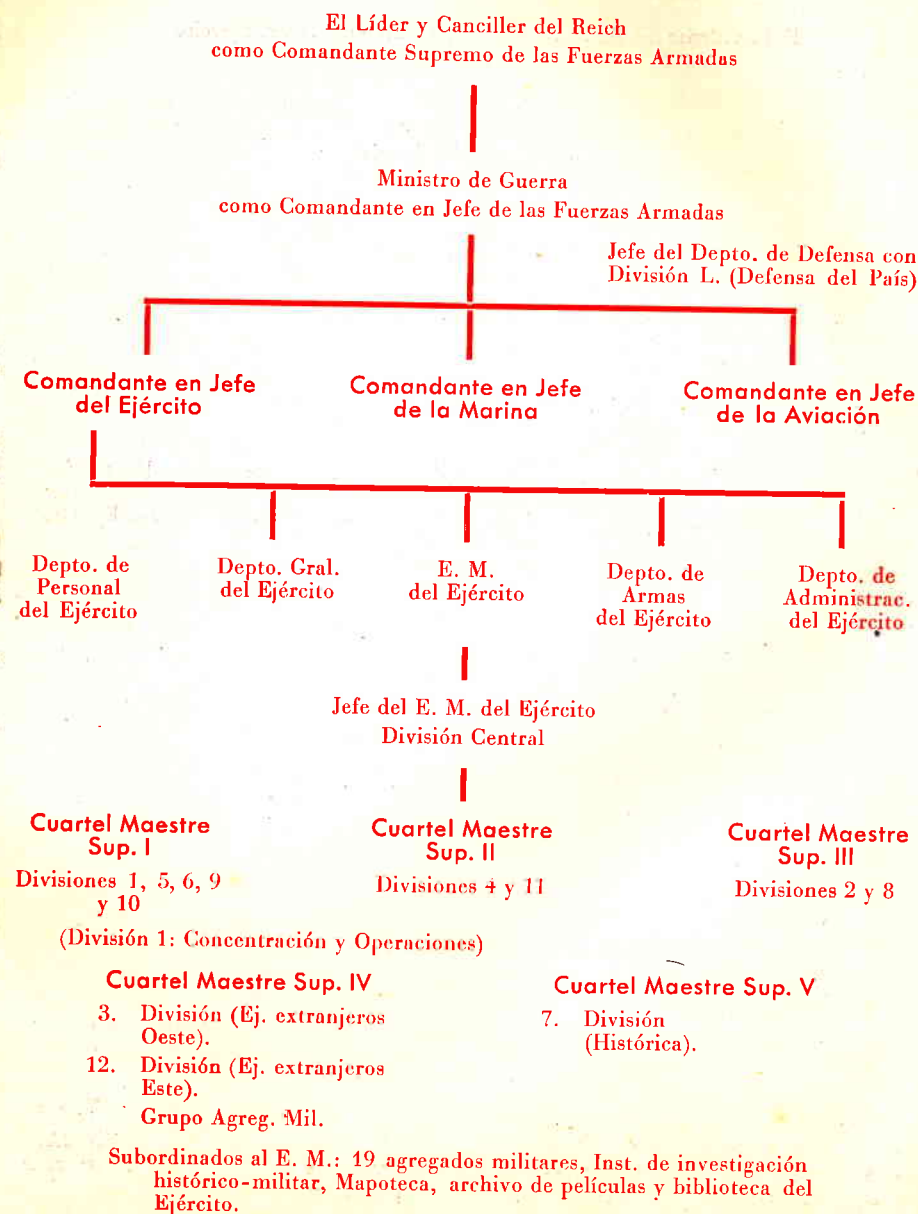 El Líder y Canciller del Reich
como Comandante Supremo de las Fuerzas Armadas
Ministro de Guerra
como Comandante en Jefe de las Fuerzas Armadas
Jefe del Depto. de Defensa con
División L. (Defensa del País)
Comandante en Jefe
del Ejército
Comandante en Jefe
de la Marina
Comandante en Jefe
de la Aviación
Depto. de
Personal
del Ejército
Depto. Gral.
del Ejército
E. M.
del Ejército
Depto. de
Armas
del Ejército
Depto. de
Administrac.
del Ejército
Jefe del E. M. del Ejército
División Central
Cuartel Maestre
Sup. I
Divisiones 1, 5, 6, 9
y 10
(División 1: Concentración y Operaciones)
Cuartel Maestre
Sup. II
Divisiones 4 y 11
Cuartel Maestre
Sup. III
Divisiones 2 y 8
Cuartel Maestre Sup. IV
3. División (Ej. extranjeros
Oeste).
12. División (Ej. extranjeros
Este).
Grupo Agreg. Mil.
Cuartel Maestre Sup. V
7. División
(Histórica).
Subordinados al E. M.: 19 agregados militares, Inst. de investigación
histórico-militar, Mapoteca, archivo de películas y biblioteca del
Ejército.